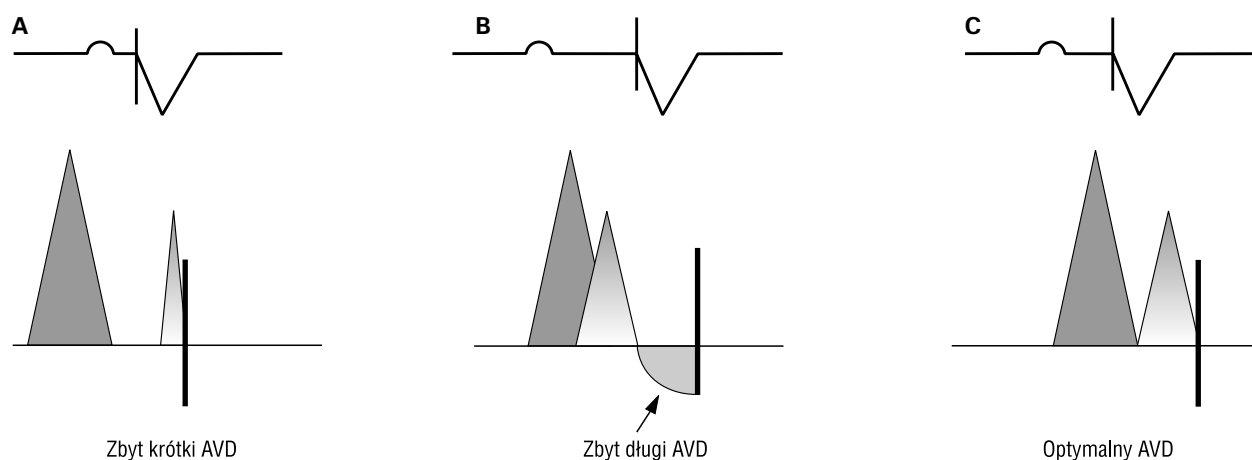 A
B
C
Zbyt krótki AVD
Zbyt długi AVD
Optymalny AVD